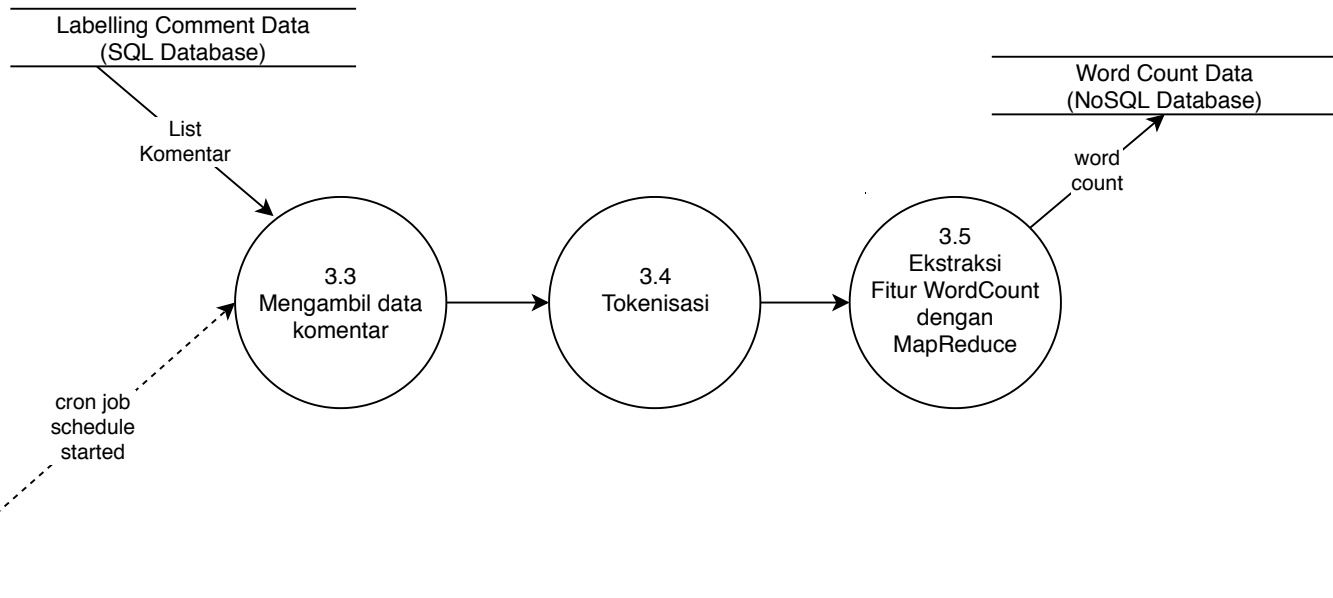 Labelling Comment Data
(SQL Database)
Word Count Data
(NoSQL Database)
List
Komentar
word
count
3.3
Mengambil data
komentar
3.4
Tokenisasi
3.5
Ekstraksi
Fitur WordCount
dengan
MapReduce
cron job
schedule
started